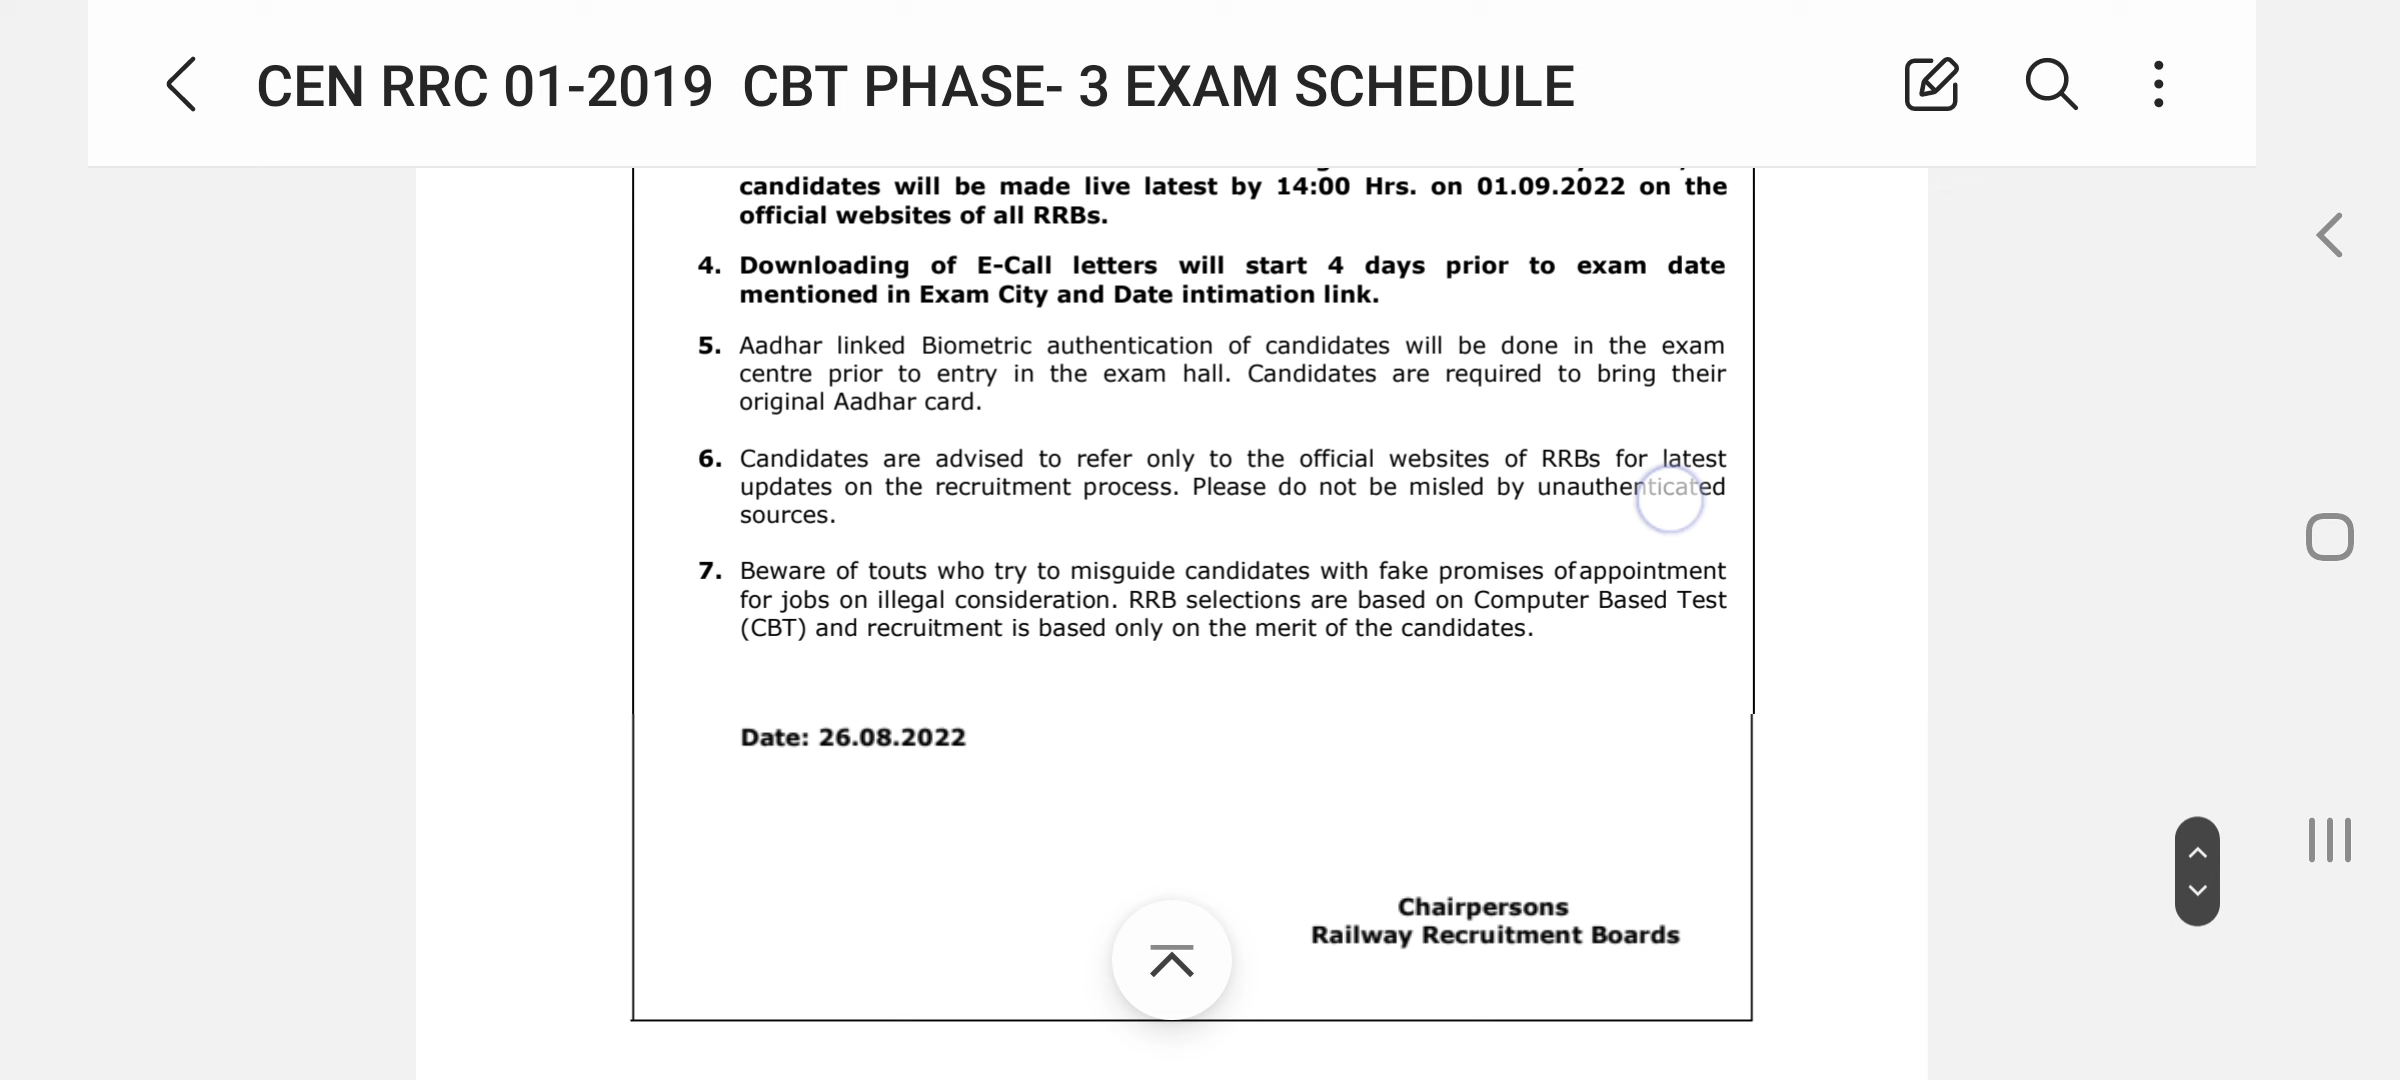 CEN RRC 01-2019 CBT PHASE- 3 EXAM SCHEDULE
candidates will be made live latest by 14:00 Hrs. on 01.09.2022 on the
official websites of all RRBs.
4. Downloading of E-Call letters will start 4 days prior to exam date
mentioned in Exam City and Date intimation link.
5. Aadhar linked Biometric authentication of candidates will be done in the exam
centre prior to entry in the exam hall. Candidates are required to bring their
original Aadhar card.
6. Candidates are advised to refer only to the official websites of RRBs for latest
updates on the recruitment process. Please do not be misled by unauthenticated
sources.
7. Beware of touts who try to misguide candidates with fake promises of appointment
for jobs on illegal consideration. RRB selections are based on Computer Based Test
(CBT) and recruitment is based only on the merit of the candidates.
Date: 26.08.2022
Chairpersons
Railway Recruitment Boards